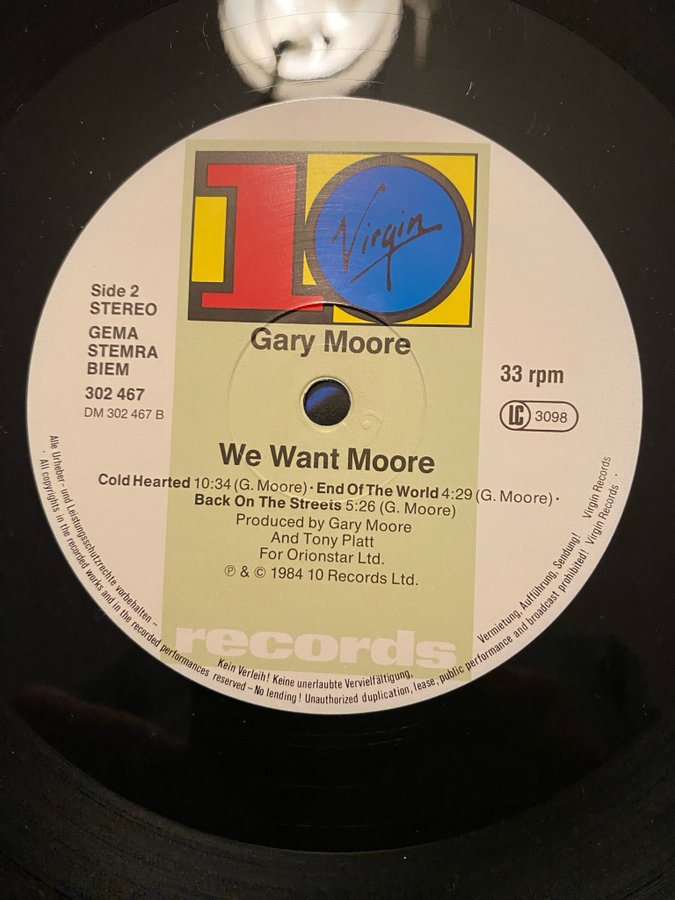 10
Virgin
Gary Moore
Side 2
STEREO
GEMA
STEMRA
BIEM
302 467
DM 302 467 B
33 rpm
LC 3098
We Want Moore
Cold Hearted 10:34 (G. Moore) · End Of The World 4:29 (G. Moore) ·
Back On The Streets 5:26 (G. Moore)
Produced by Gary Moore
And Tony Platt
For Orionstar Ltd.
℗ & © 1984 10 Records Ltd.
records
Alle Urheber- und Leistungsschutzrechte vorbehalten – Kein Verleih! Keine unerlaubte Vervielfältigung, Vermietung, Aufführung, Sendung! Virgin Records
· All copyrights in the recorded works and in the recorded performances reserved – No lending! Unauthorized duplication, lease, public performance and broadcast prohibited! Virgin Records ·